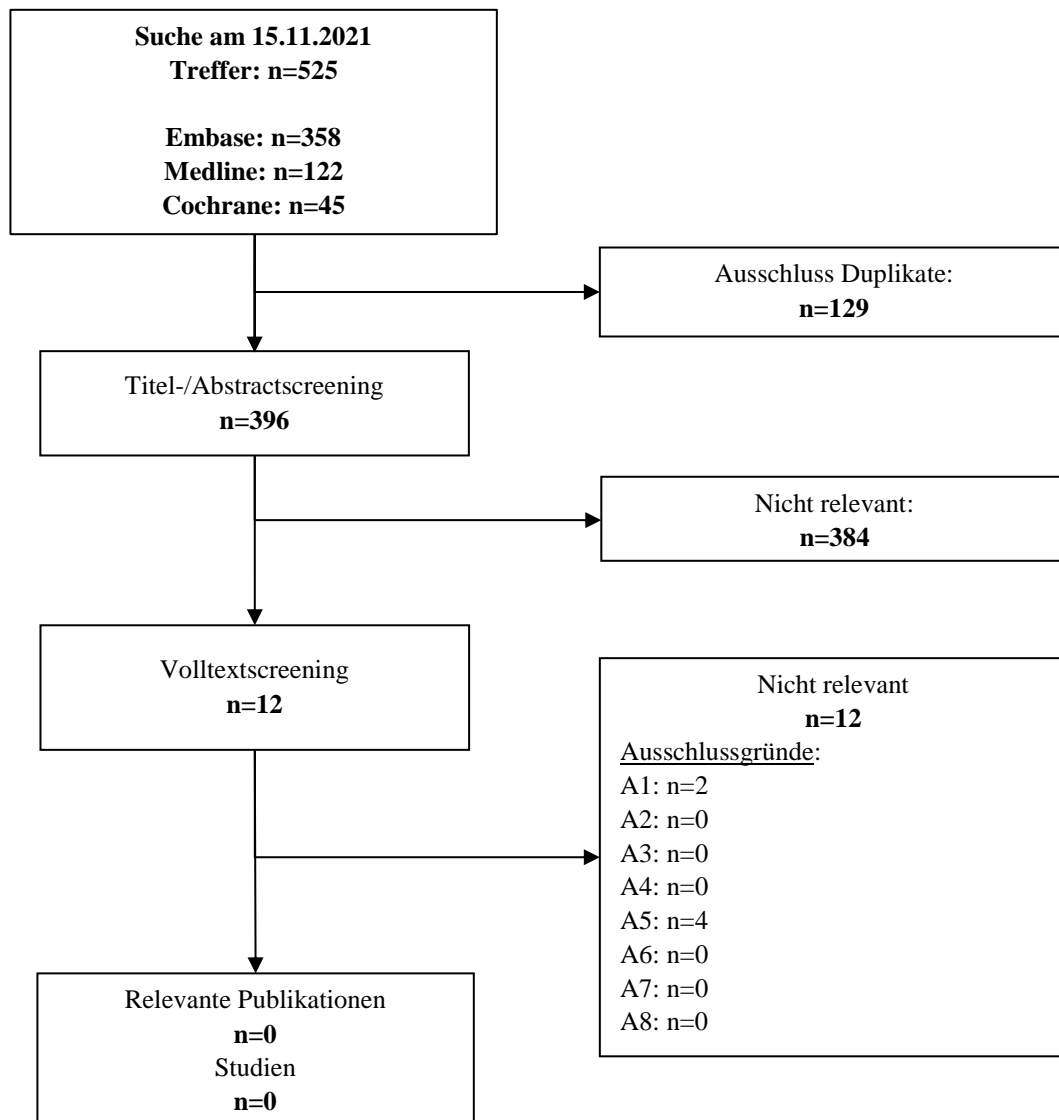 Suche am 15.11.2021
Treffer: n=525
Embase: n=358
Medline: n=122
Cochrane: n=45
Ausschluss Duplikate:
n=129
Titel-/Abstractscreening
n=396
Nicht relevant:
n=384
Volltextscreening
n=12
Nicht relevant
n=12
Ausschlussgründe:
A1: n=2
A2: n=0
A3: n=0
A4: n=0
A5: n=4
A6: n=0
A7: n=0
A8: n=0
Relevante Publikationen
n=0
Studien
n=0